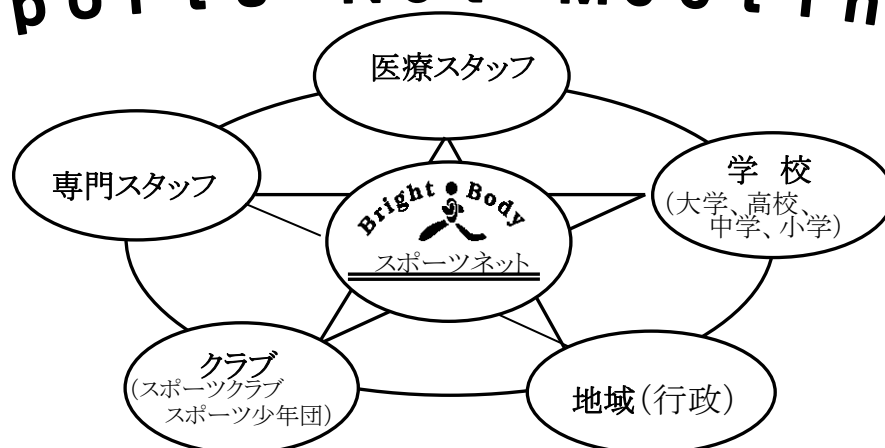 医療スタッフ
専門スタッフ
学 校
(大学、高校、
中学、小学)
Bright Body
スポーツネット
クラブ
(スポーツクラブ
スポーツ少年団)
地域(行政)